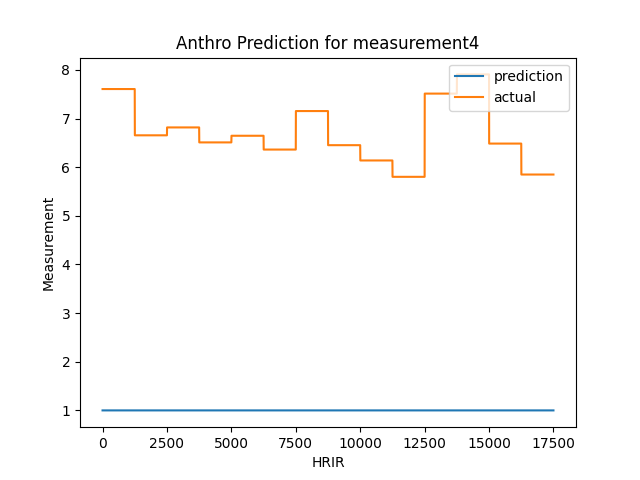 Anthro Prediction for measurement4
prediction
actual
8
7
6
5
4
3
2
1
Measurement
0 2500 5000 7500 10000 12500 15000 17500
HRIR